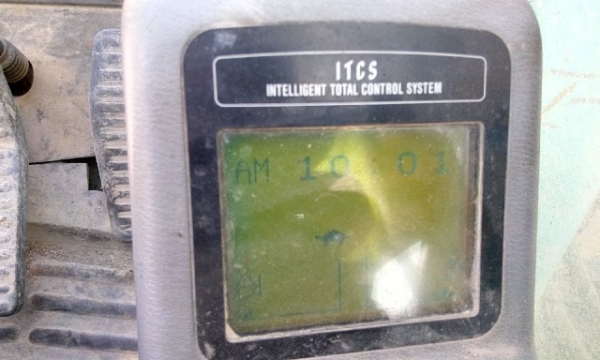 ITCS
INTELLIGENT TOTAL CONTROL SYSTEM
AM 10 01